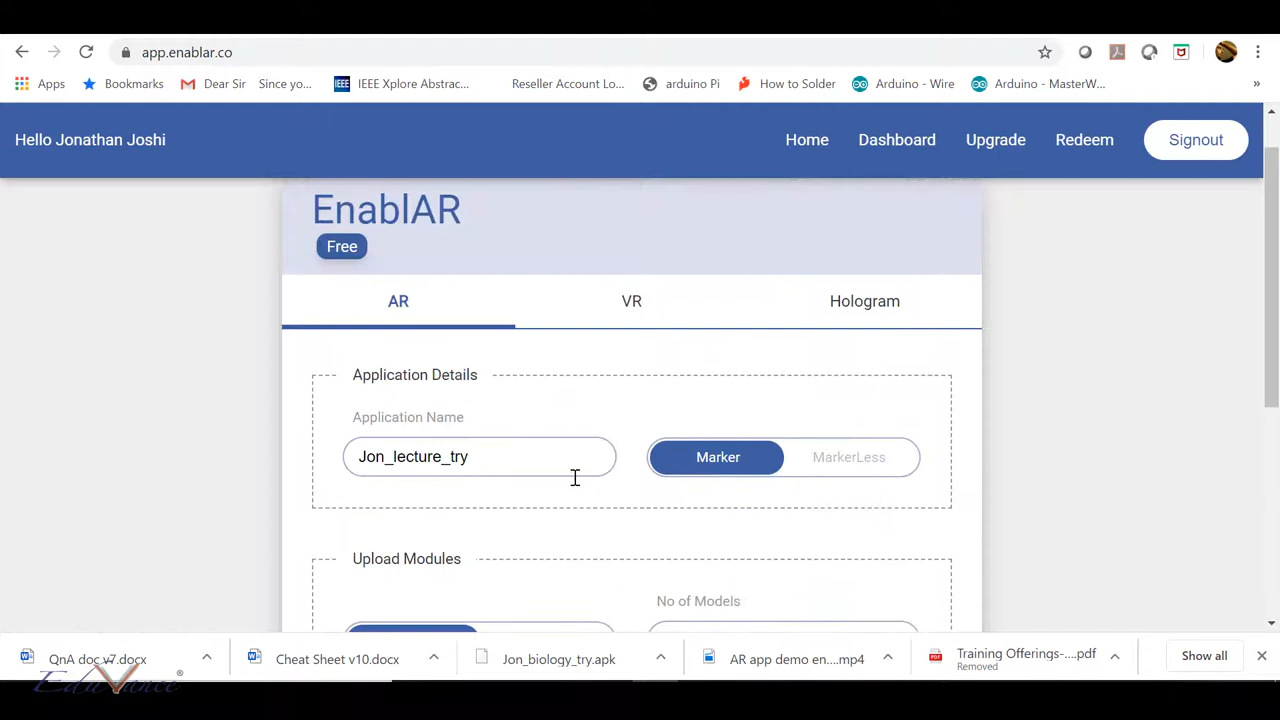 app.enablar.co
Apps Bookmarks Dear Sir Since yo... IEEE Xplore Abstrac... Reseller Account Lo... arduino Pi How to Solder Arduino - Wire Arduino - MasterW... »
Hello Jonathan Joshi Home Dashboard Upgrade Redeem Signout
EnablAR
Free
AR VR Hologram
Application Details
Application Name
Jon_lecture_try Marker MarkerLess
Upload Modules
No of Models
QnA doc v7.docx Cheat Sheet v10.docx Jon_biology_try.apk AR app demo en....mp4 Training Offerings-....pdf Show all
Removed
EduVance ®